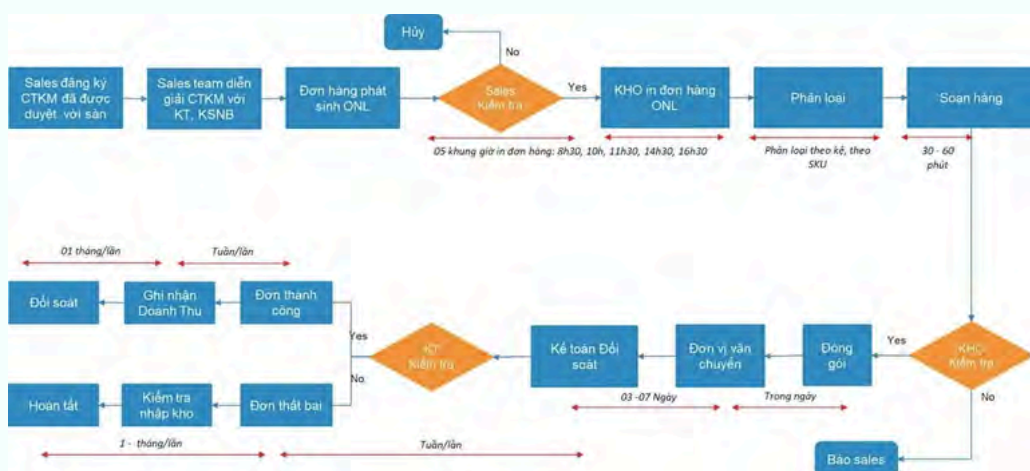 Hủy
No
Sales đăng ký
CTKM đã được
duyệt với sàn
Sales team diễn
giải CTKM với
KT, KSNB
Đơn hàng phát
sinh ONL
Sales
Kiểm tra
Yes
KHO in đơn hàng
ONL
Phân loại
Soạn hàng
05 khung giờ in đơn hàng: 8h30, 10h, 11h30, 14h30, 16h30
Phân loại theo kệ, theo
SKU
30 - 60
phút
01 tháng/lần
Tuần/lần
Đối soát
Ghi nhận
Doanh Thu
Đơn thành
công
Yes
KT
Kiểm tra
No
Kế toán Đối
soát
Đơn vị vận
chuyển
Đóng
gói
Yes
KHO
Kiểm tra
No
03 -07 Ngày
Trong ngày
Hoàn tất
Kiểm tra
nhập kho
Đơn thất bại
1 - tháng/lần
Tuần/lần
Báo sales